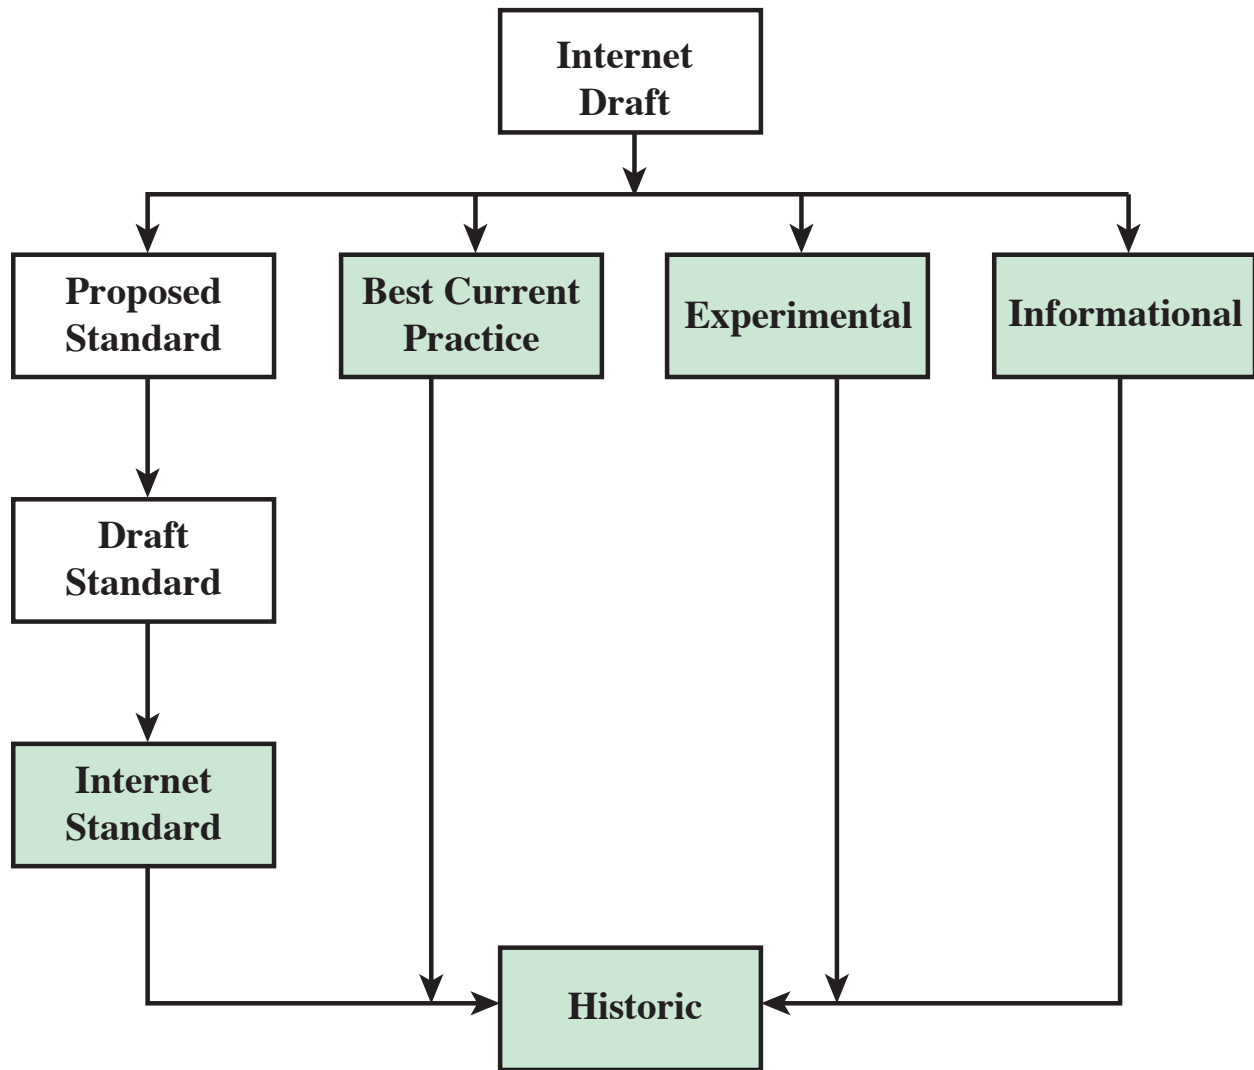 Internet
Draft
Proposed
Standard
Best Current
Practice
Experimental
Informational
Draft
Standard
Internet
Standard
Historic